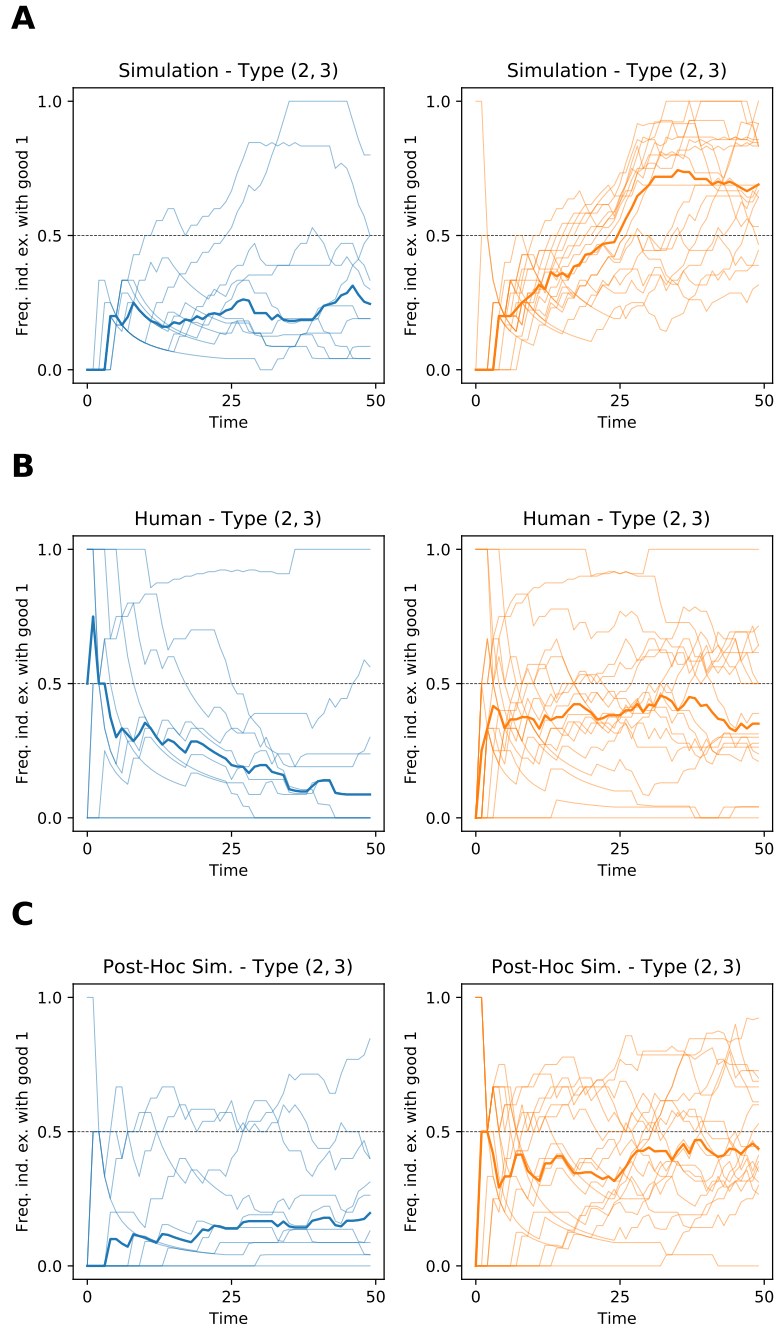 A
Simulation - Type (2, 3)
Simulation - Type (2, 3)
Freq. ind. ex. with good 1
1.0
0.5
0.0
0
25
50
Time
Freq. ind. ex. with good 1
1.0
0.5
0.0
0
25
50
Time
B
Human - Type (2, 3)
Human - Type (2, 3)
Freq. ind. ex. with good 1
1.0
0.5
0.0
0
25
50
Time
Freq. ind. ex. with good 1
1.0
0.5
0.0
0
25
50
Time
C
Post-Hoc Sim. - Type (2, 3)
Post-Hoc Sim. - Type (2, 3)
Freq. ind. ex. with good 1
1.0
0.5
0.0
0
25
50
Time
Freq. ind. ex. with good 1
1.0
0.5
0.0
0
25
50
Time